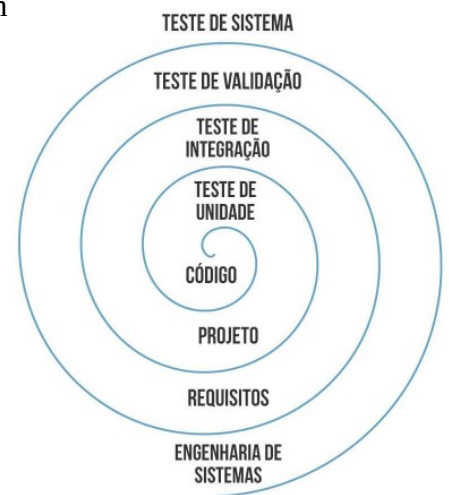 TESTE DE SISTEMA
TESTE DE VALIDAÇÃO
TESTE DE
INTEGRAÇÃO
TESTE DE
UNIDADE
CÓDIGO
PROJETO
REQUISITOS
ENGENHARIA DE
SISTEMAS